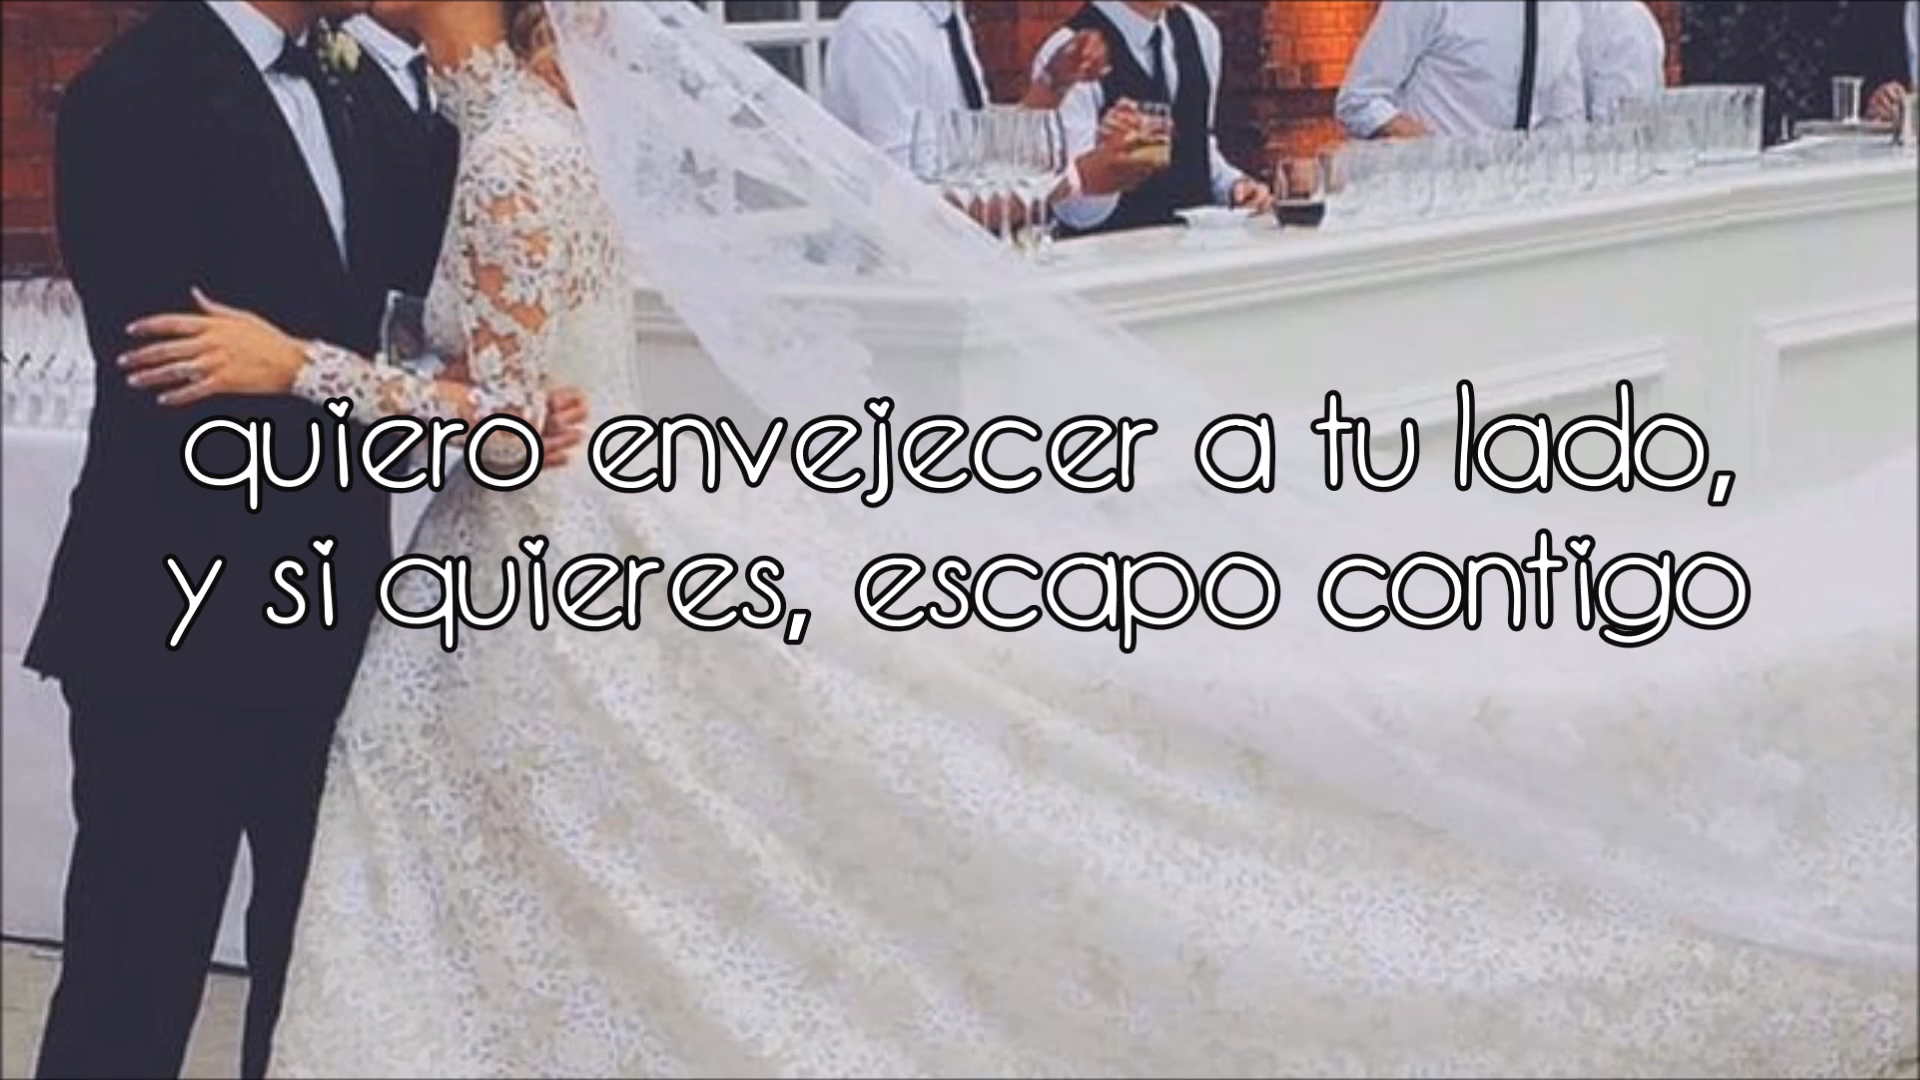 quiero envejecer a tu lado,
y si quieres, escapo contigo